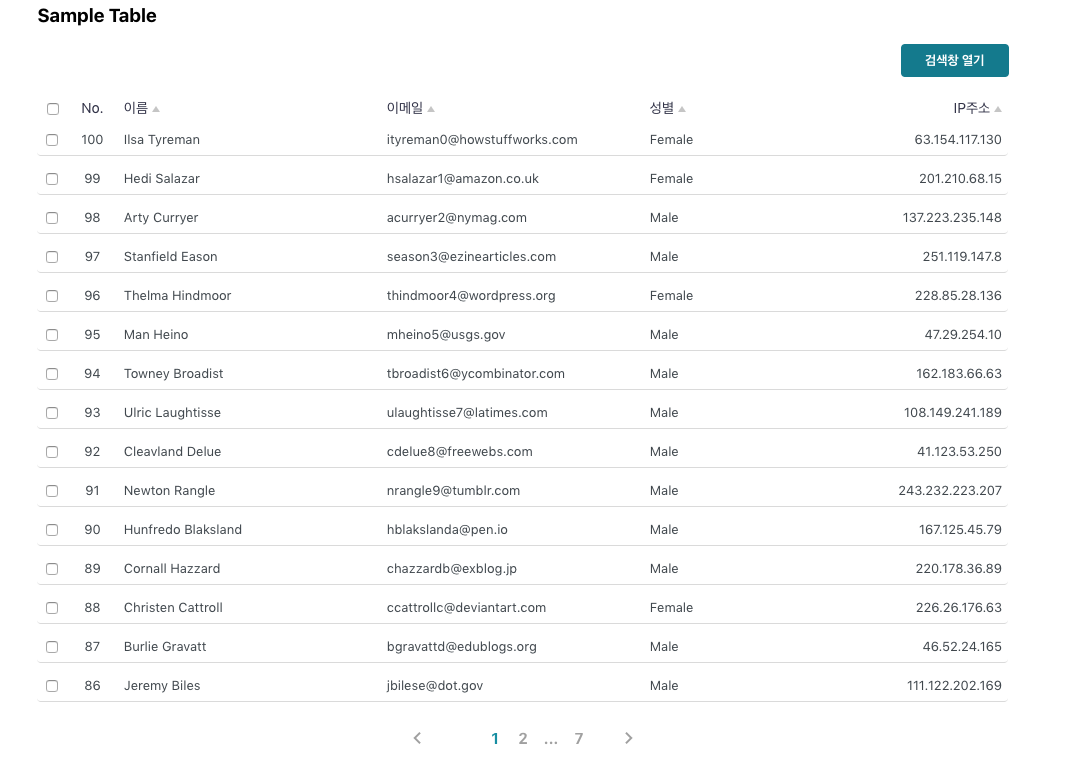 Sample Table
검색창 열기
No. 이름 이메일 성별 IP주소
100 Ilsa Tyreman ityreman0@howstuffworks.com Female 63.154.117.130
99 Hedi Salazar hsalazar1@amazon.co.uk Female 201.210.68.15
98 Arty Curryer acurryer2@nymag.com Male 137.223.235.148
97 Stanfield Eason season3@ezinearticles.com Male 251.119.147.8
96 Thelma Hindmoor thindmoor4@wordpress.org Female 228.85.28.136
95 Man Heino mheino5@usgs.gov Male 47.29.254.10
94 Towney Broadist tbroadist6@ycombinator.com Male 162.183.66.63
93 Ulric Laughtisse ulaughtisse7@latimes.com Male 108.149.241.189
92 Cleavland Delue cdelue8@freewebs.com Male 41.123.53.250
91 Newton Rangle nrangle9@tumblr.com Male 243.232.223.207
90 Hunfredo Blaksland hblakslanda@pen.io Male 167.125.45.79
89 Cornall Hazzard chazzardb@exblog.jp Male 220.178.36.89
88 Christen Cattroll ccattrollc@deviantart.com Female 226.26.176.63
87 Burlie Gravatt bgravattd@edublogs.org Male 46.52.24.165
86 Jeremy Biles jbilese@dot.gov Male 111.122.202.169
1 2 ... 7